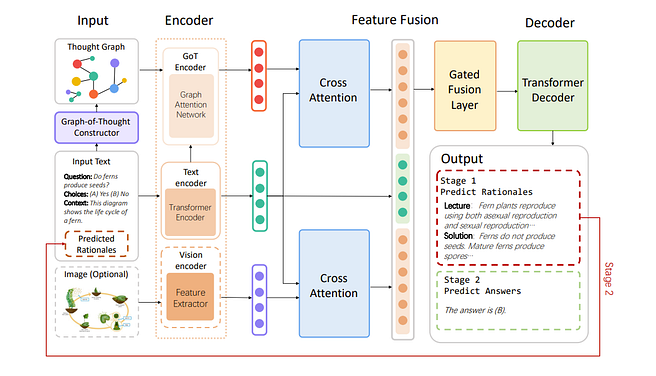 Input
Encoder
Feature Fusion
Decoder
Thought Graph
GoT
Encoder
Graph
Attention
Network
Cross
Attention
Gated
Fusion
Layer
Transformer
Decoder
Graph-of-Thought
Constructor
Input Text
Question: Do ferns
produce seeds?
Choices: (A) Yes (B) No
Context: This diagram
shows the life cycle of
a fern.
Predicted
Rationales
Text
encoder
Transformer
Encoder
Image (Optional)
Vision
encoder
Feature
Extractor
Cross
Attention
Output
Stage 1
Predict Rationales
Lecture: Fern plants reproduce
using both asexual reproduction
and sexual reproduction⋯
Solution: Ferns do not produce
seeds. Mature ferns produce
spores⋯
Stage 2
Predict Answers
The answer is (B).
Stage 2